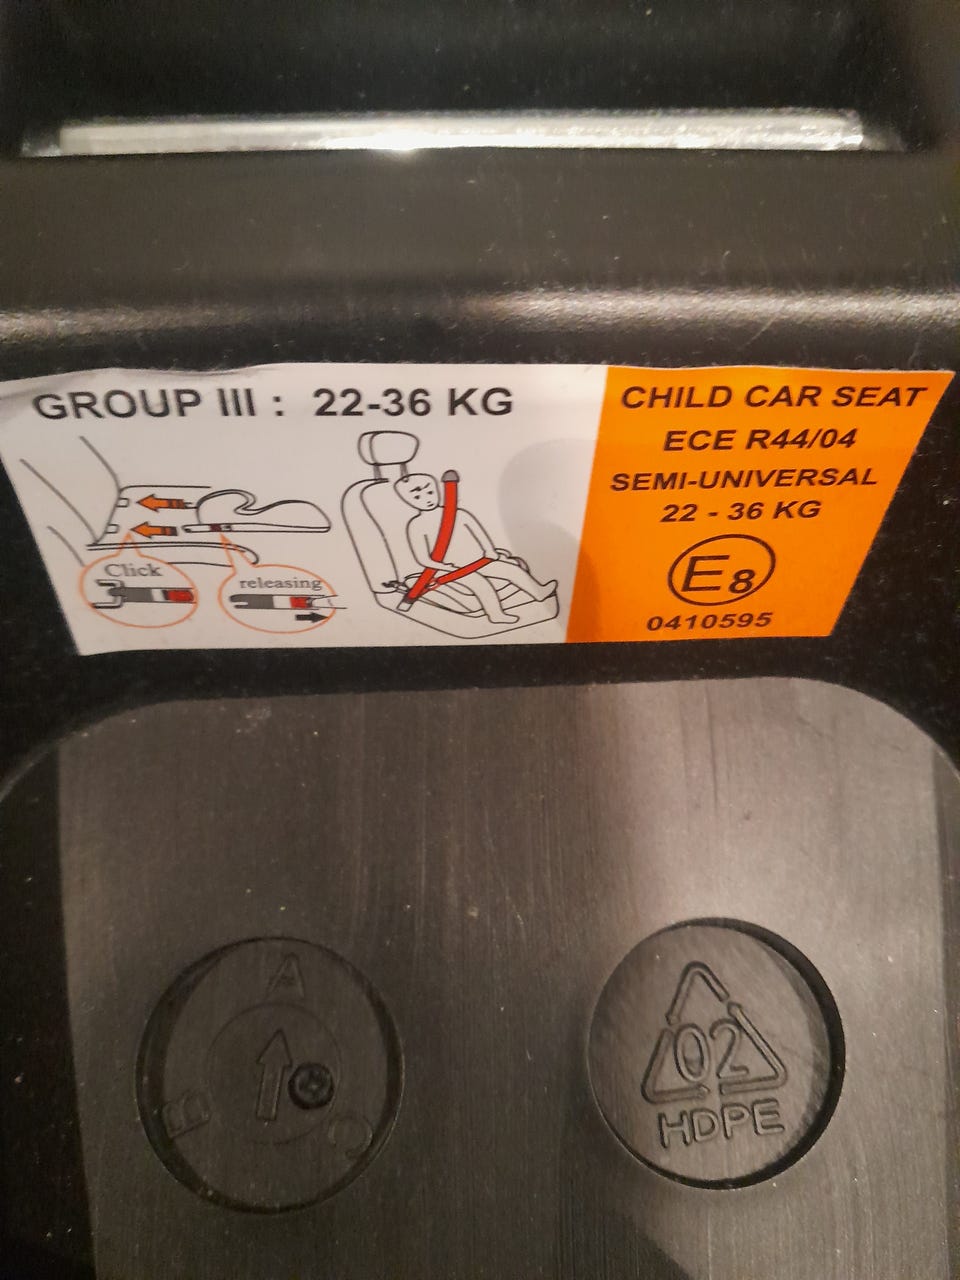 GROUP III : 22-36 KG
Click
releasing
CHILD CAR SEAT
ECE R44/04
SEMI-UNIVERSAL
22 - 36 KG
E8
0410595
A
B
C
02
HDPE